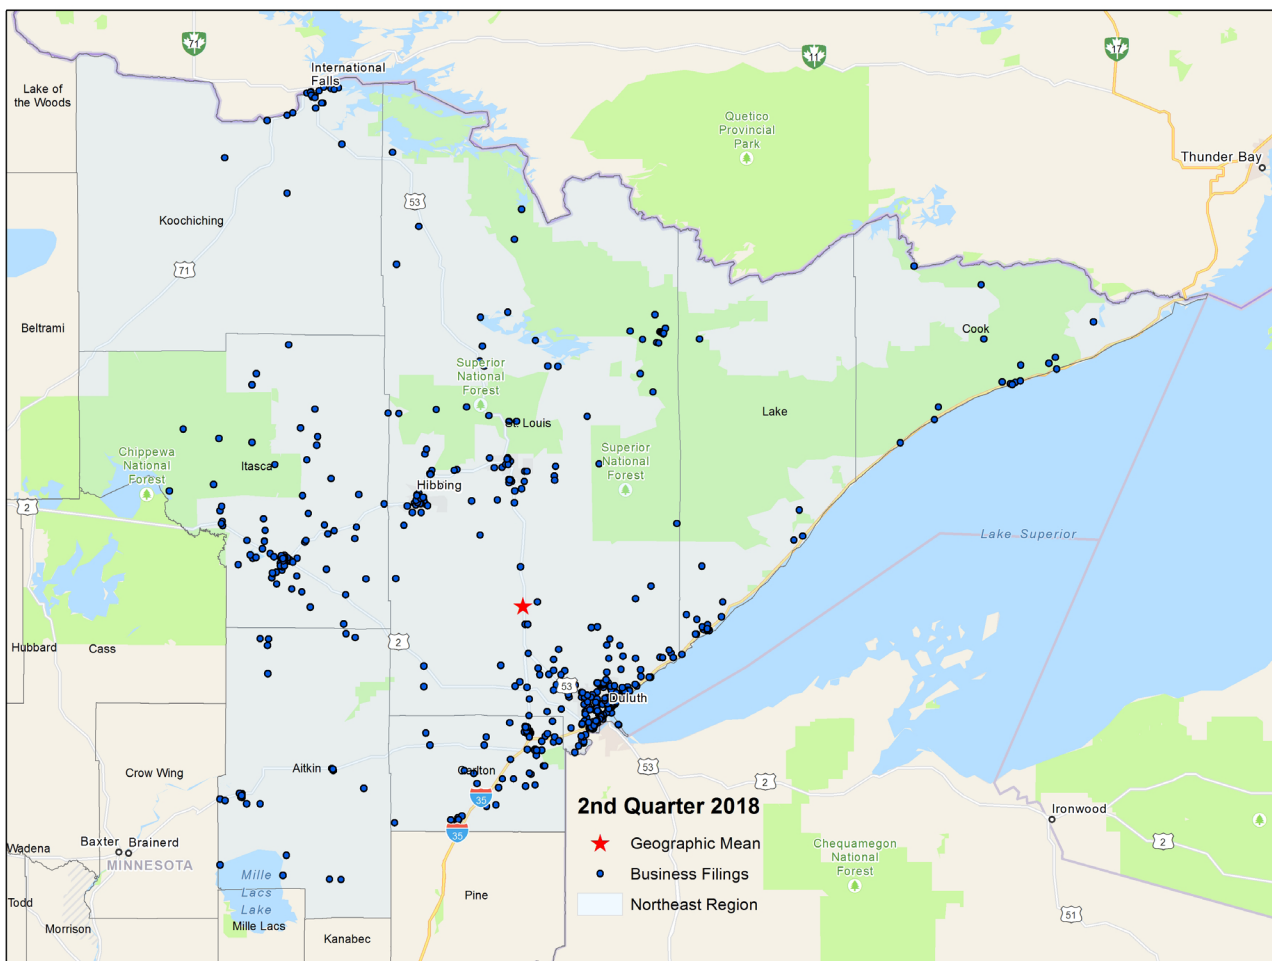 71
11
17
International
Falls
Lake of
the Woods
Quetico
Provincial
Park
Thunder Bay
53
Koochiching
71
Beltrami
Cook
Superior
National
Forest
Lake
St. Louis
Chippewa
National
Forest
Itasca
Superior
National
Forest
Hibbing
2
Lake Superior
Hubbard
Cass
2
53
Duluth
Crow Wing
Aitkin
Carlton
53
2
35
2nd Quarter 2018
Ironwood
35
Geographic Mean
Baxter
Brainerd
Wadena
MINNESOTA
Chequamegon
National
Forest
2
Mille
Lacs
Lake
Business Filings
Pine
Todd
Northeast Region
51
Morrison
Mille Lacs
Kanabec